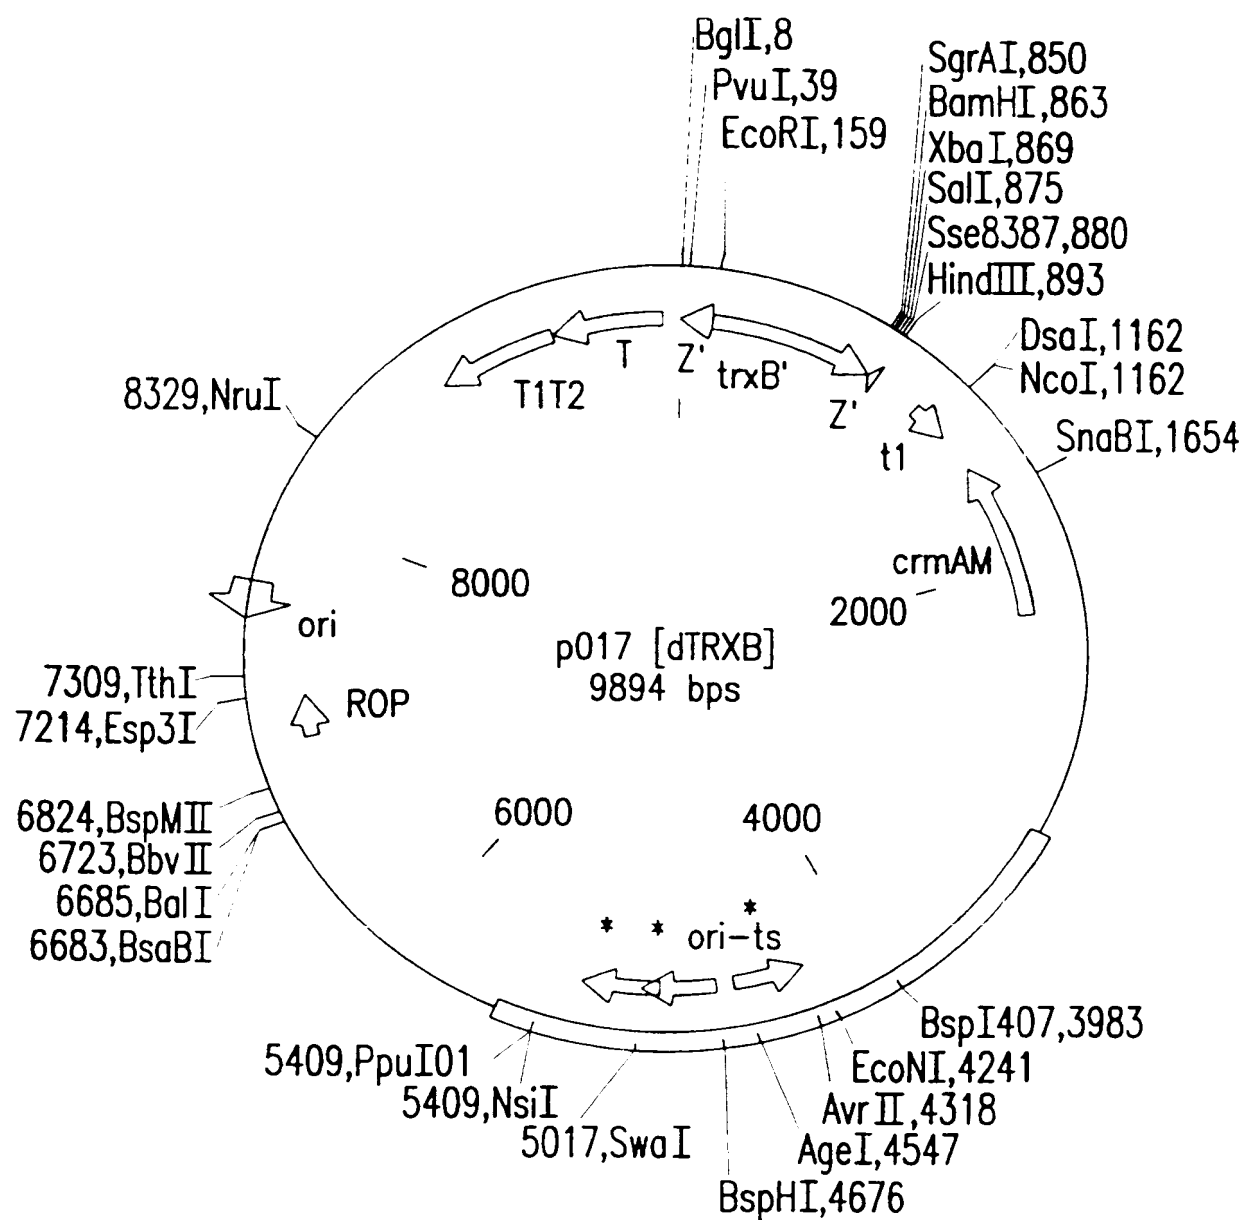 BglI,8
PvuI,39
EcoRI,159
SgrAI,850
BamHI,863
XbaI,869
SalI,875
Sse8387,880
HindIII,893
DsaI,1162
NcoI,1162
SnaBI,1654
8329,NruI
T1T2
T
Z'
trxB'
Z'
t1
crmAM
2000
8000
ori
p017 [dTRXB]
9894 bps
7309,TthI
7214,Esp3I
ROP
6824,BspMII
6723,BbvII
6685,BalI
6683,BsaBI
6000
4000
* * *
ori-ts
BspI407,3983
EcoNI,4241
AvrII,4318
AgeI,4547
BspHI,4676
5409,PpuI01
5409,NsiI
5017,SwaI